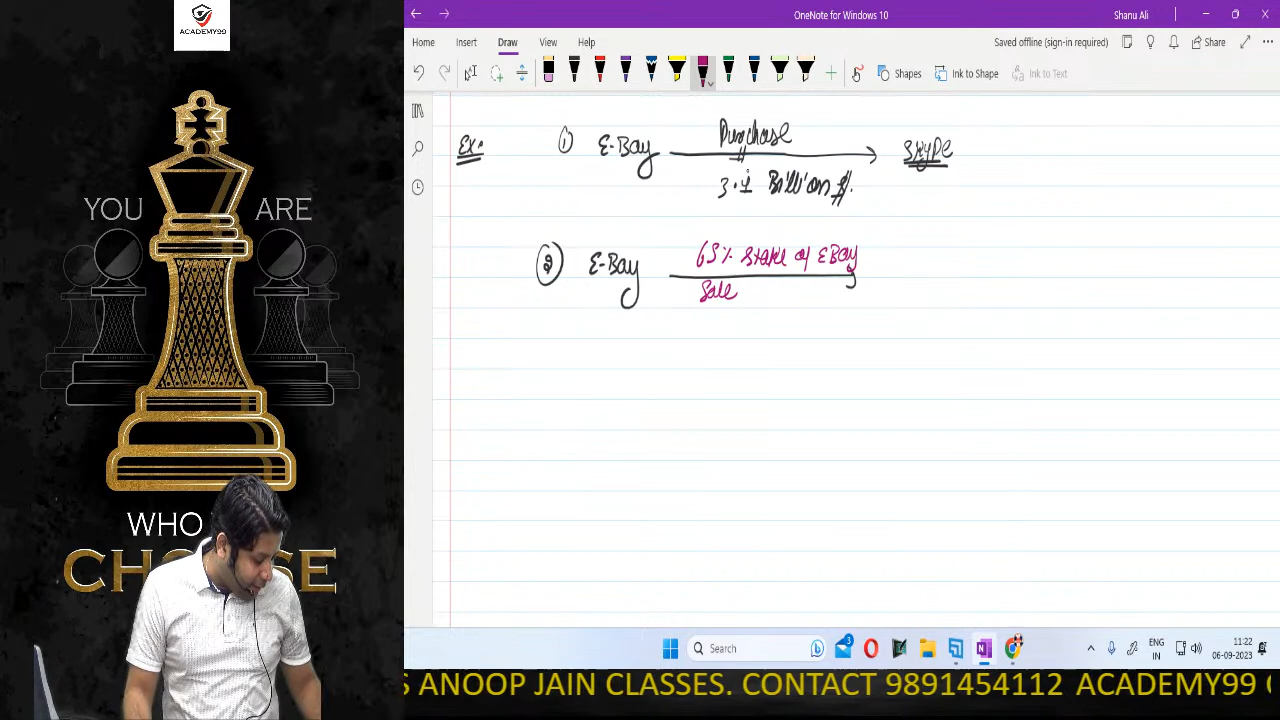 ACADEMY99
OneNote for Windows 10
Shanu Ali
Home Insert Draw View Help
Saved offline (sign-in required)
Share
Shapes
Ink to Shape
Ink to Text
Ex:
① E-Bay Purchase SKYPE
3.1 Billion $.
② E-Bay 65% Stake of EBay
Sale
YOU ARE
WHO
CH SE
Search
3
ENG
IN
11:22
06-09-2023
S ANOOP JAIN CLASSES. CONTACT 9891454112 ACADEMY99